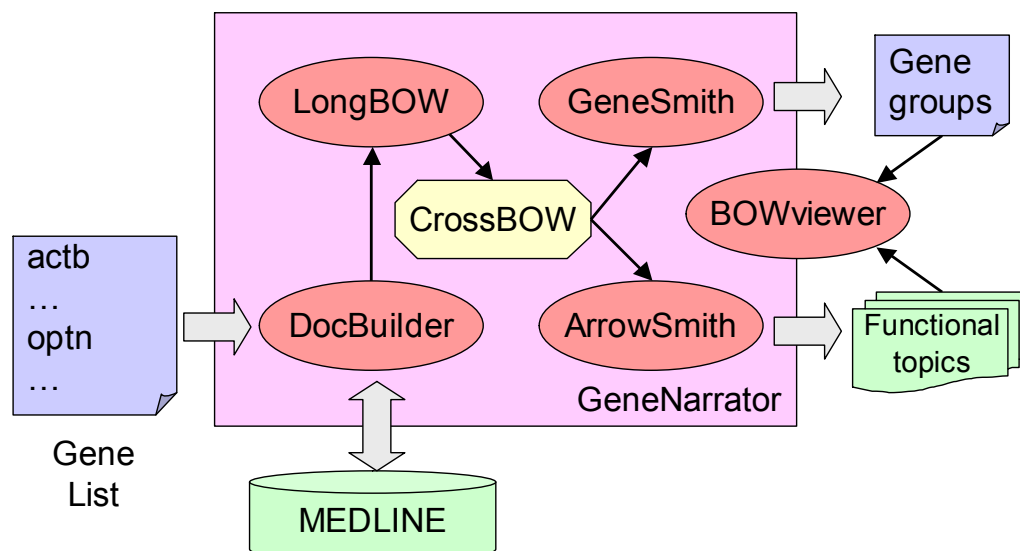 LongBOW
GeneSmith
Gene
groups
CrossBOW
BOWviewer
actb
…
optn
…
DocBuilder
ArrowSmith
Functional
topics
GeneNarrator
Gene
List
MEDLINE